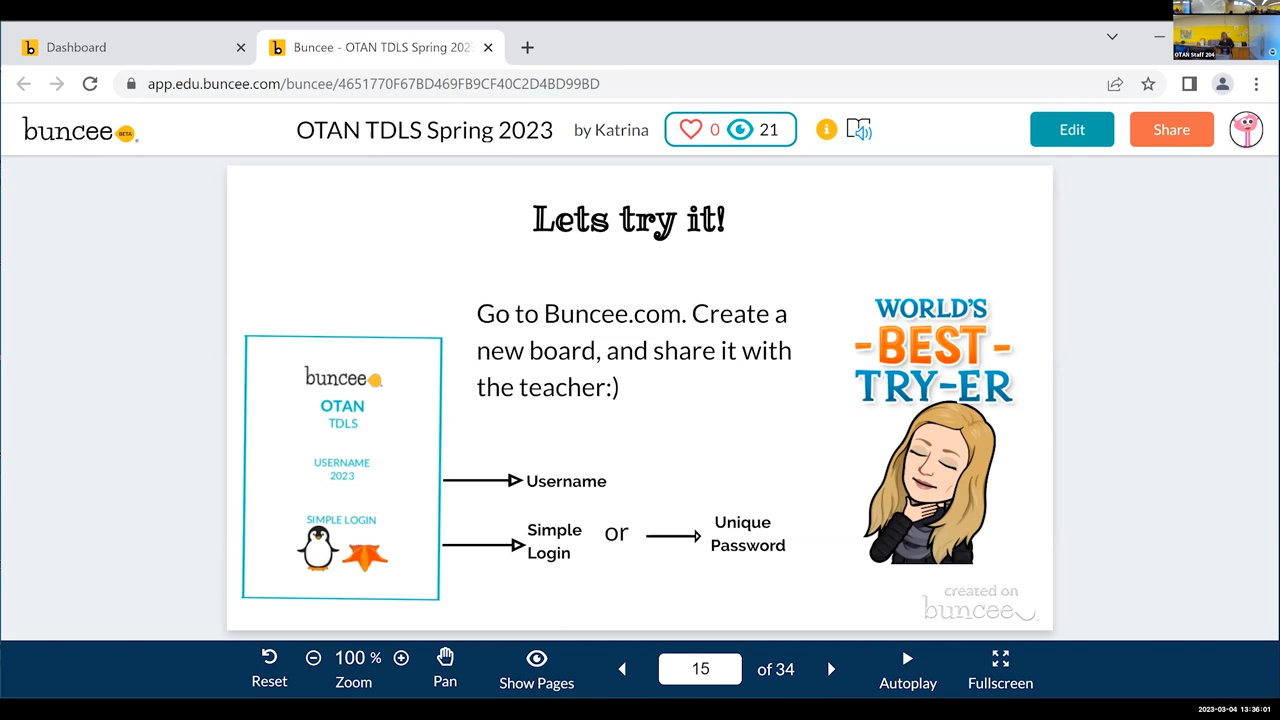 Dashboard
Buncee - OTAN TDLS Spring 202
OTAN Staff 204
app.edu.buncee.com/buncee/4651770F67BD469FB9CF40C2D4BD99BD
buncee BETA
OTAN TDLS Spring 2023 by Katrina
0 21
Edit
Share
Lets try it!
Go to Buncee.com. Create a
new board, and share it with
the teacher:)
WORLD'S
-BEST-
TRY-ER
buncee
OTAN
TDLS
USERNAME
2023
SIMPLE LOGIN
Username
Simple
Login
or
Unique
Password
created on
buncee
Reset
100 %
Zoom
Pan
Show Pages
15 of 34
Autoplay
Fullscreen
2023-03-04 13:36:01